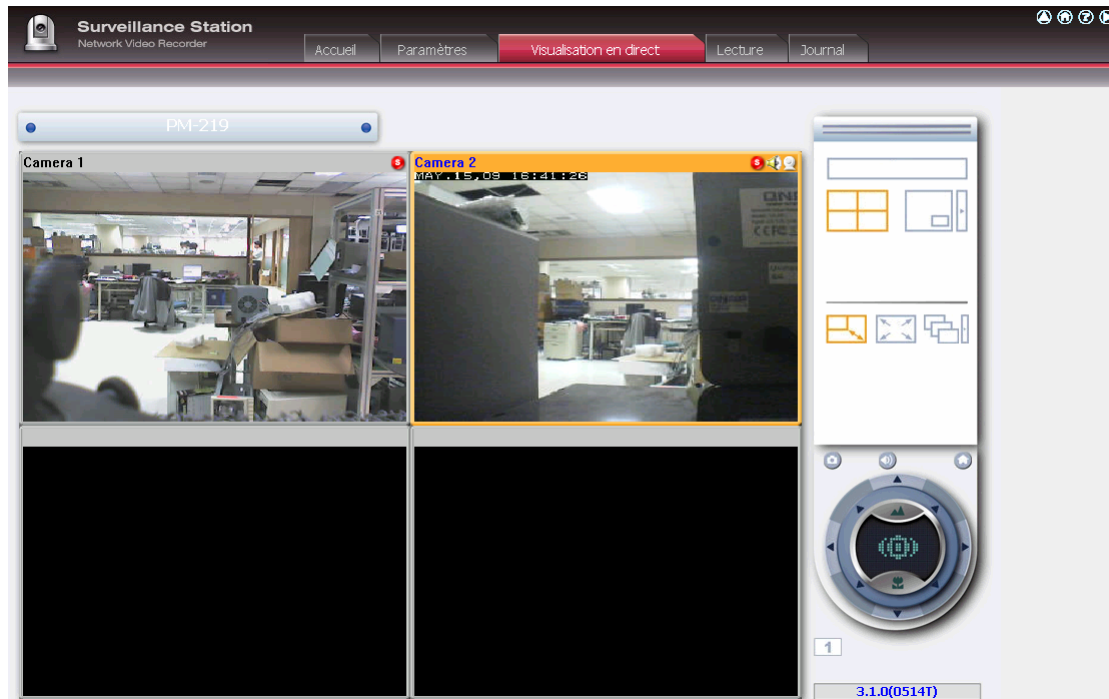 Surveillance Station
Network Video Recorder
Accueil
Paramètres
Visualisation en direct
Lecture
Journal
PM-219
Camera 1
Camera 2
MAY.15,09 16:41:26
1
3.1.0(0514T)